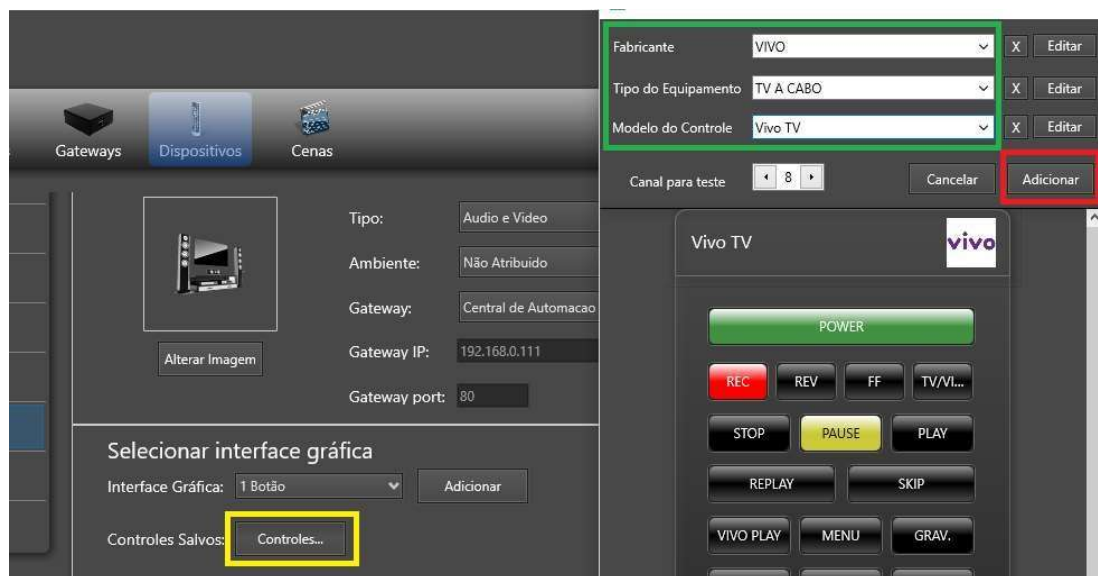 Gateways
Dispositivos
Cenas
Tipo:
Audio e Video
Ambiente:
Não Atribuido
Gateway:
Central de Automacao
Gateway IP:
192.168.0.111
Gateway port:
80
Alterar Imagem
Selecionar interface gráfica
Interface Gráfica:
1 Botão
Adicionar
Controles Salvos:
Controles...
Fabricante
VIVO
X
Editar
Tipo do Equipamento
TV A CABO
X
Editar
Modelo do Controle
Vivo TV
X
Editar
Canal para teste
8
Cancelar
Adicionar
Vivo TV
vivo
POWER
REC
REV
FF
TV/VI...
STOP
PAUSE
PLAY
REPLAY
SKIP
VIVO PLAY
MENU
GRAV.